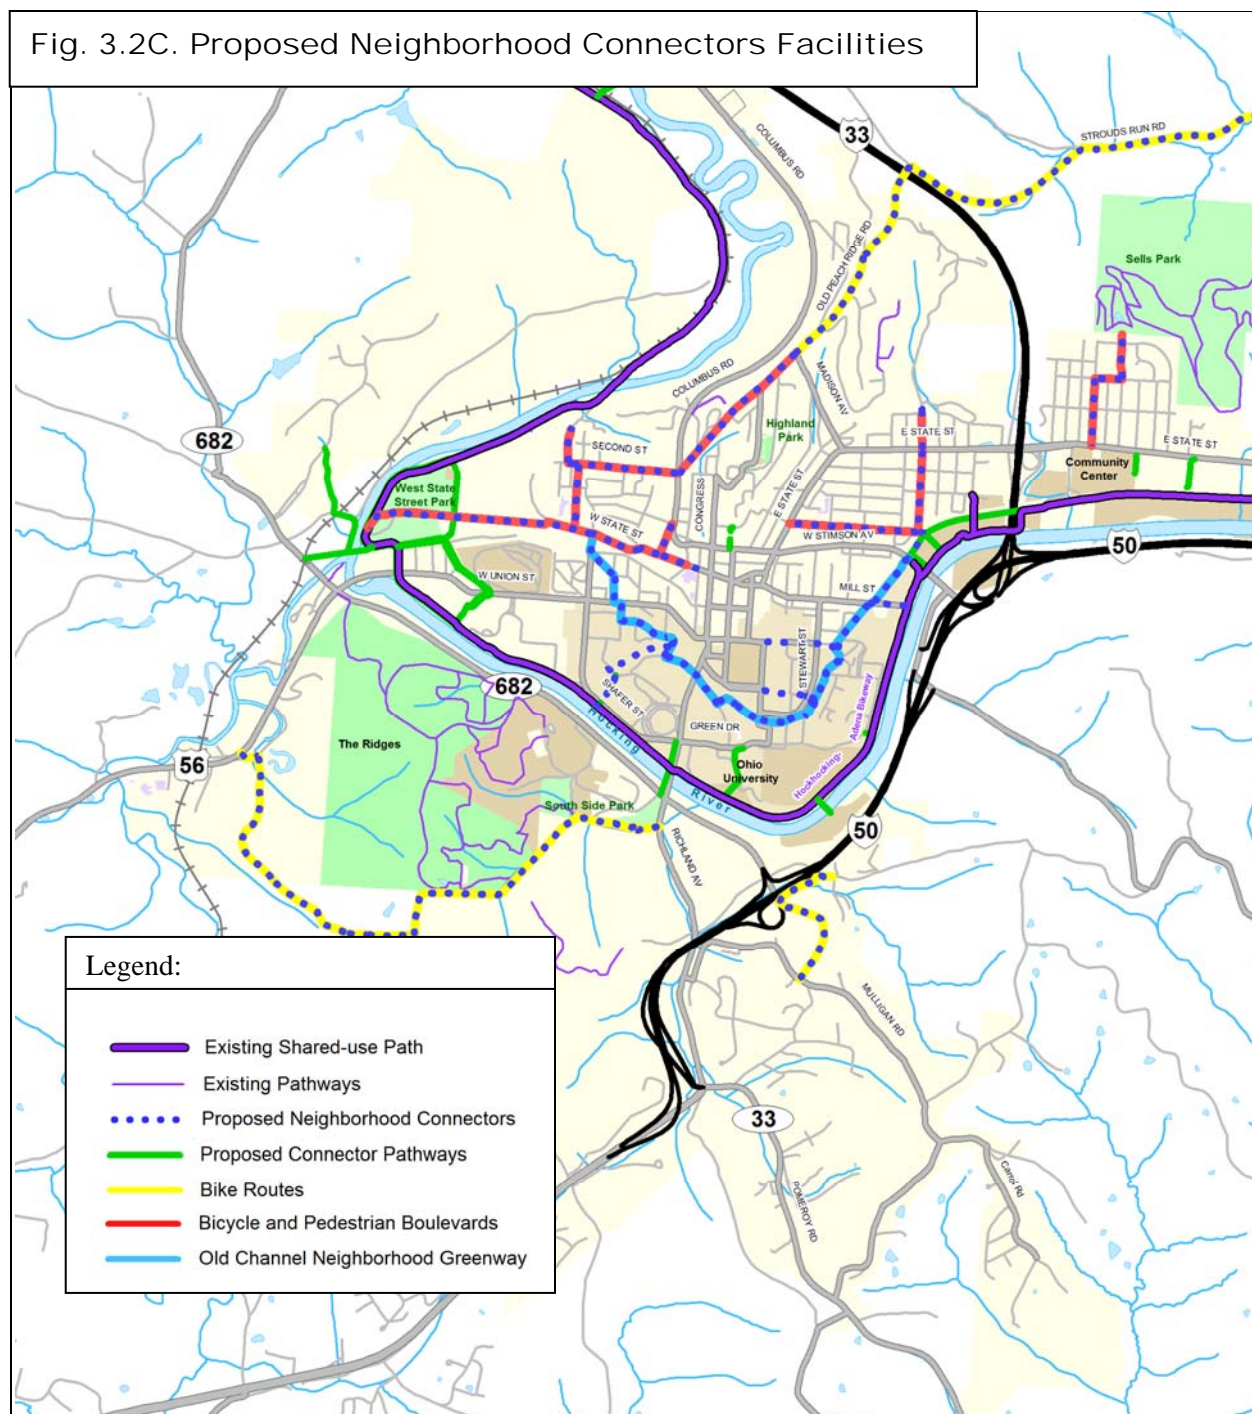 Fig. 3.2C. Proposed Neighborhood Connectors Facilities
33
STROUDS RUN RD
COLUMBUS RD
OLD PEACH RIDGE RD
Sells Park
COLUMBUS RD
MADISON AV
Highland
Park
682
SECOND ST
E STATE ST
E STATE ST
Community
Center
West State
Street Park
CONGRESS
E STATE ST
W STATE ST
W STIMSON AV
50
W UNION ST
MILL ST
STEWART ST
682
SHAFER ST
Hocking
River
GREEN DR
Hockhocking-
Adena Bikeway
The Ridges
56
Ohio
University
South Side Park
50
RICHLAND AV
MULLIGAN RD
33
Carrol Rd
POMEROY RD
Legend:
Existing Shared-use Path
Existing Pathways
Proposed Neighborhood Connectors
Proposed Connector Pathways
Bike Routes
Bicycle and Pedestrian Boulevards
Old Channel Neighborhood Greenway